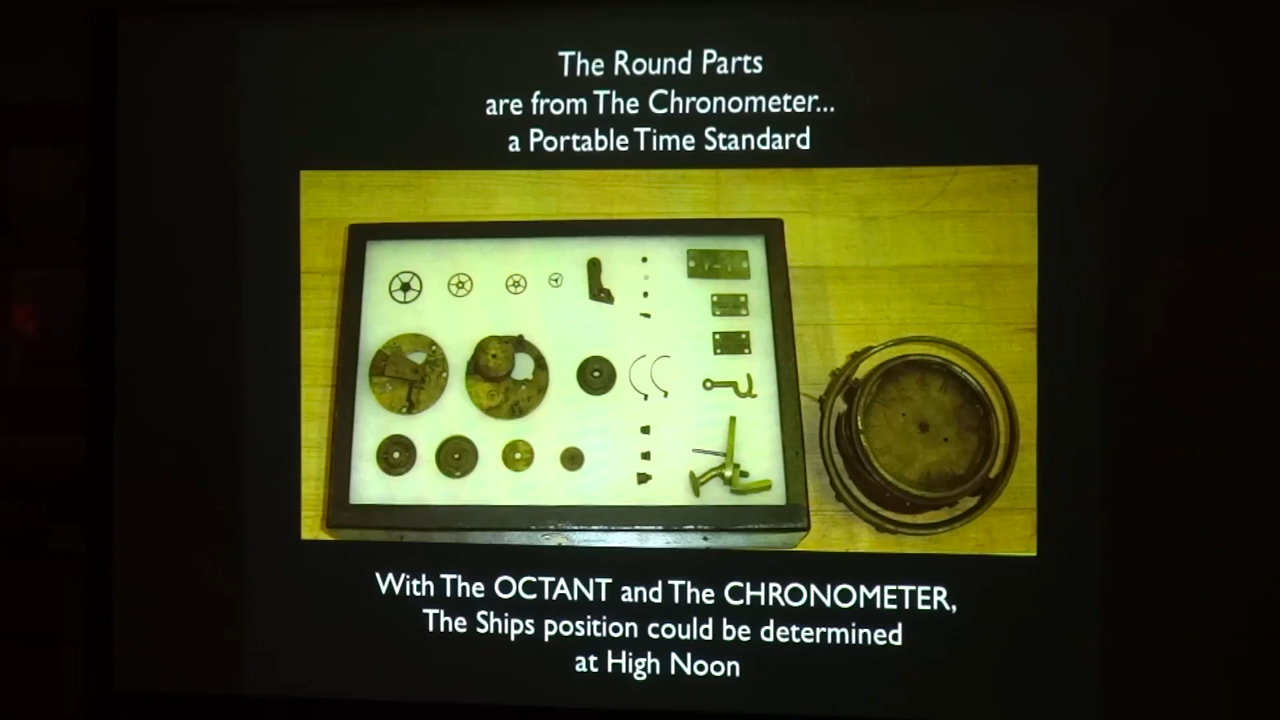 The Round Parts
are from The Chronometer...
a Portable Time Standard
With The OCTANT and The CHRONOMETER,
The Ships position could be determined
at High Noon